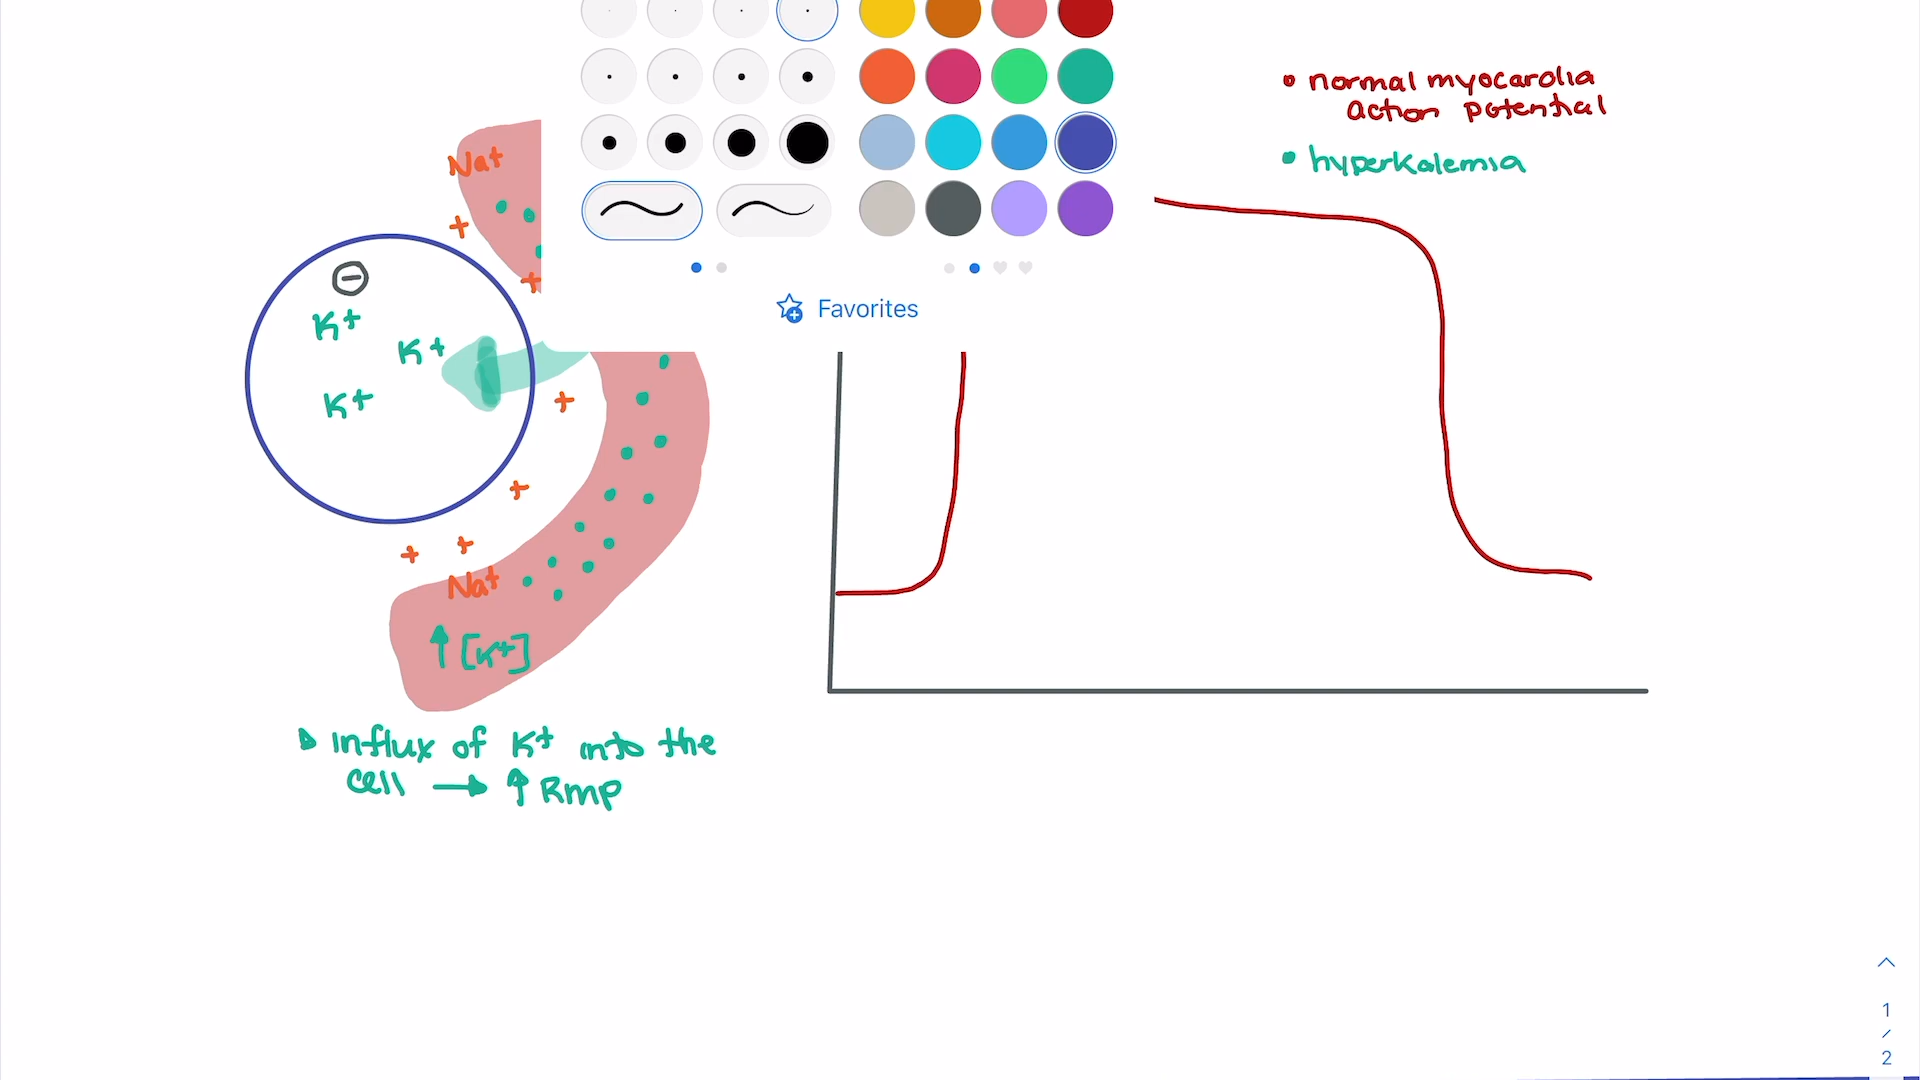 • normal myocardia
action potential
• hyperkalemia
Na+
+
+
⊖
K+
K+
K+
Favorites
+
+
+
+
Na+
↑ [K+]
Influx of K+ into the
cell → ↑ Rmp
1
/
2